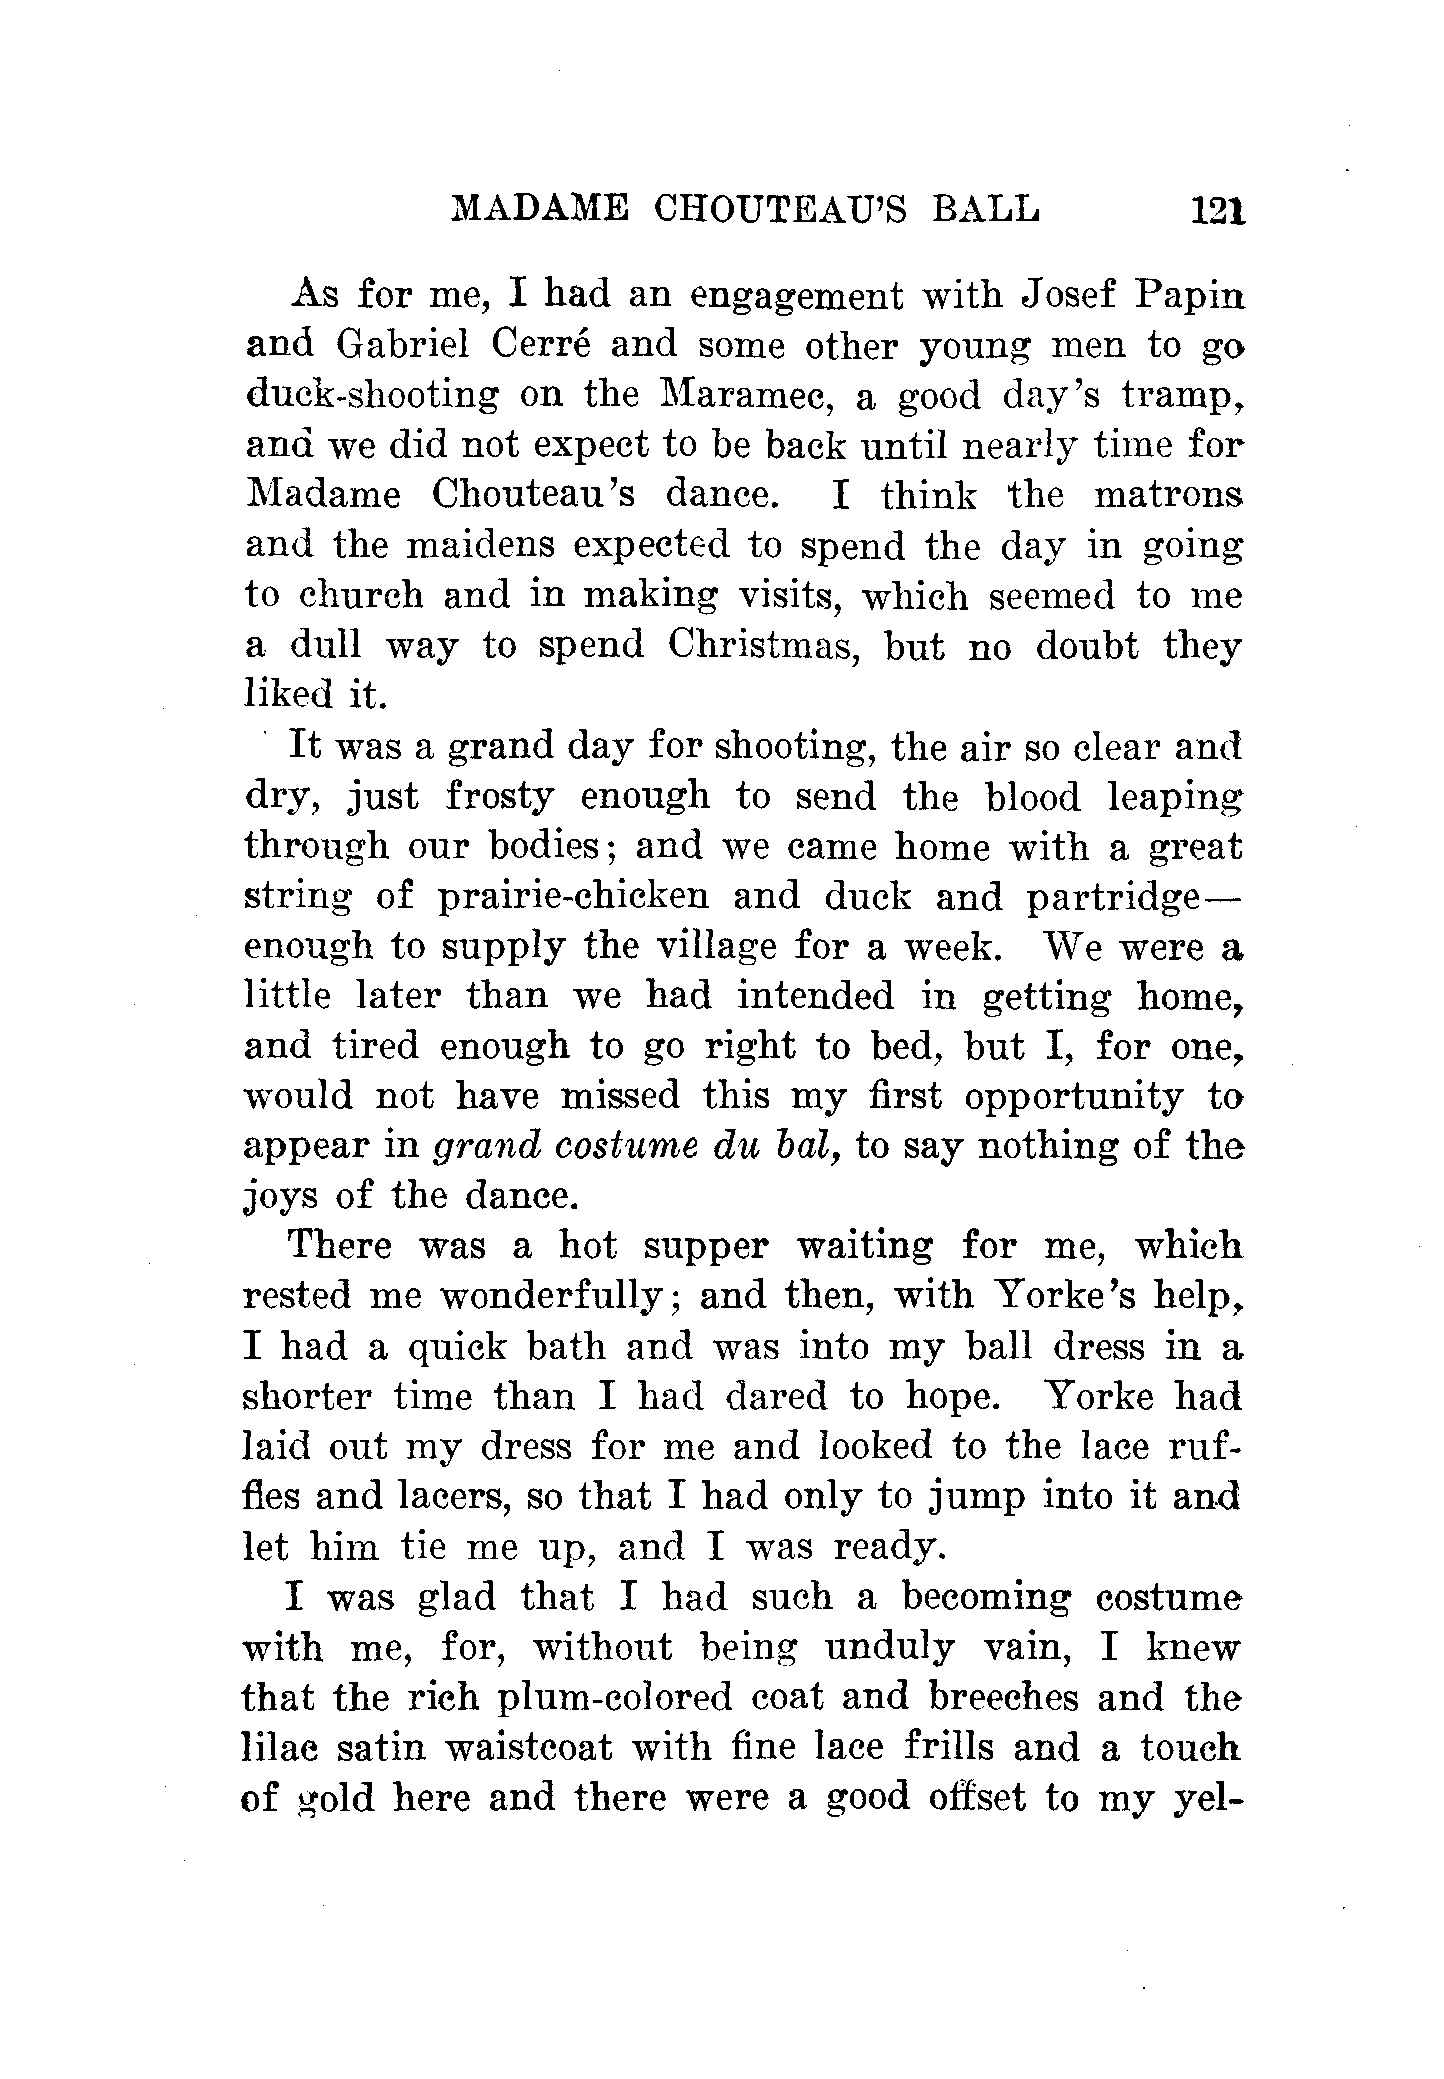 MADAME CHOUTEAU'S BALL 121
As for me, I had an engagement with Josef Papin
and Gabriel Cerré and some other young men to go
duck-shooting on the Maramec, a good day's tramp,
and we did not expect to be back until nearly time for
Madame Chouteau's dance. I think the matrons
and the maidens expected to spend the day in going
to church and in making visits, which seemed to me
a dull way to spend Christmas, but no doubt they
liked it.
It was a grand day for shooting, the air so clear and
dry, just frosty enough to send the blood leaping
through our bodies; and we came home with a great
string of prairie-chicken and duck and partridge—
enough to supply the village for a week. We were a
little later than we had intended in getting home,
and tired enough to go right to bed, but I, for one,
would not have missed this my first opportunity to
appear in grand costume du bal, to say nothing of the
joys of the dance.
There was a hot supper waiting for me, which
rested me wonderfully; and then, with Yorke's help,
I had a quick bath and was into my ball dress in a
shorter time than I had dared to hope. Yorke had
laid out my dress for me and looked to the lace ruf-
fles and lacers, so that I had only to jump into it and
let him tie me up, and I was ready.
I was glad that I had such a becoming costume
with me, for, without being unduly vain, I knew
that the rich plum-colored coat and breeches and the
lilac satin waistcoat with fine lace frills and a touch
of gold here and there were a good offset to my yel-